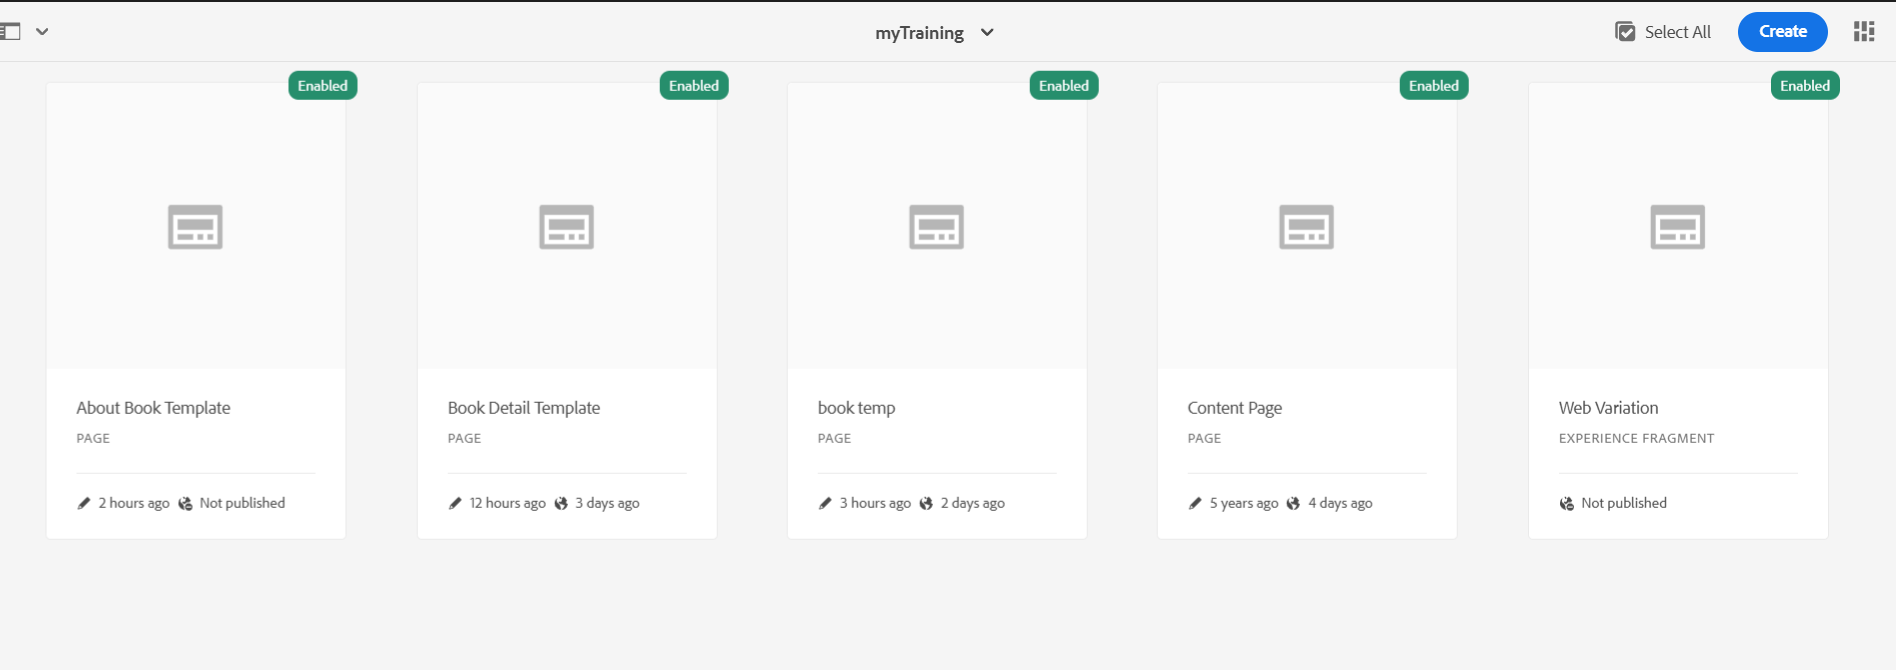 myTraining
Select All
Create
Enabled
Enabled
Enabled
Enabled
Enabled
About Book Template
PAGE
2 hours ago Not published
Book Detail Template
PAGE
12 hours ago 3 days ago
book temp
PAGE
3 hours ago 2 days ago
Content Page
PAGE
5 years ago 4 days ago
Web Variation
EXPERIENCE FRAGMENT
Not published